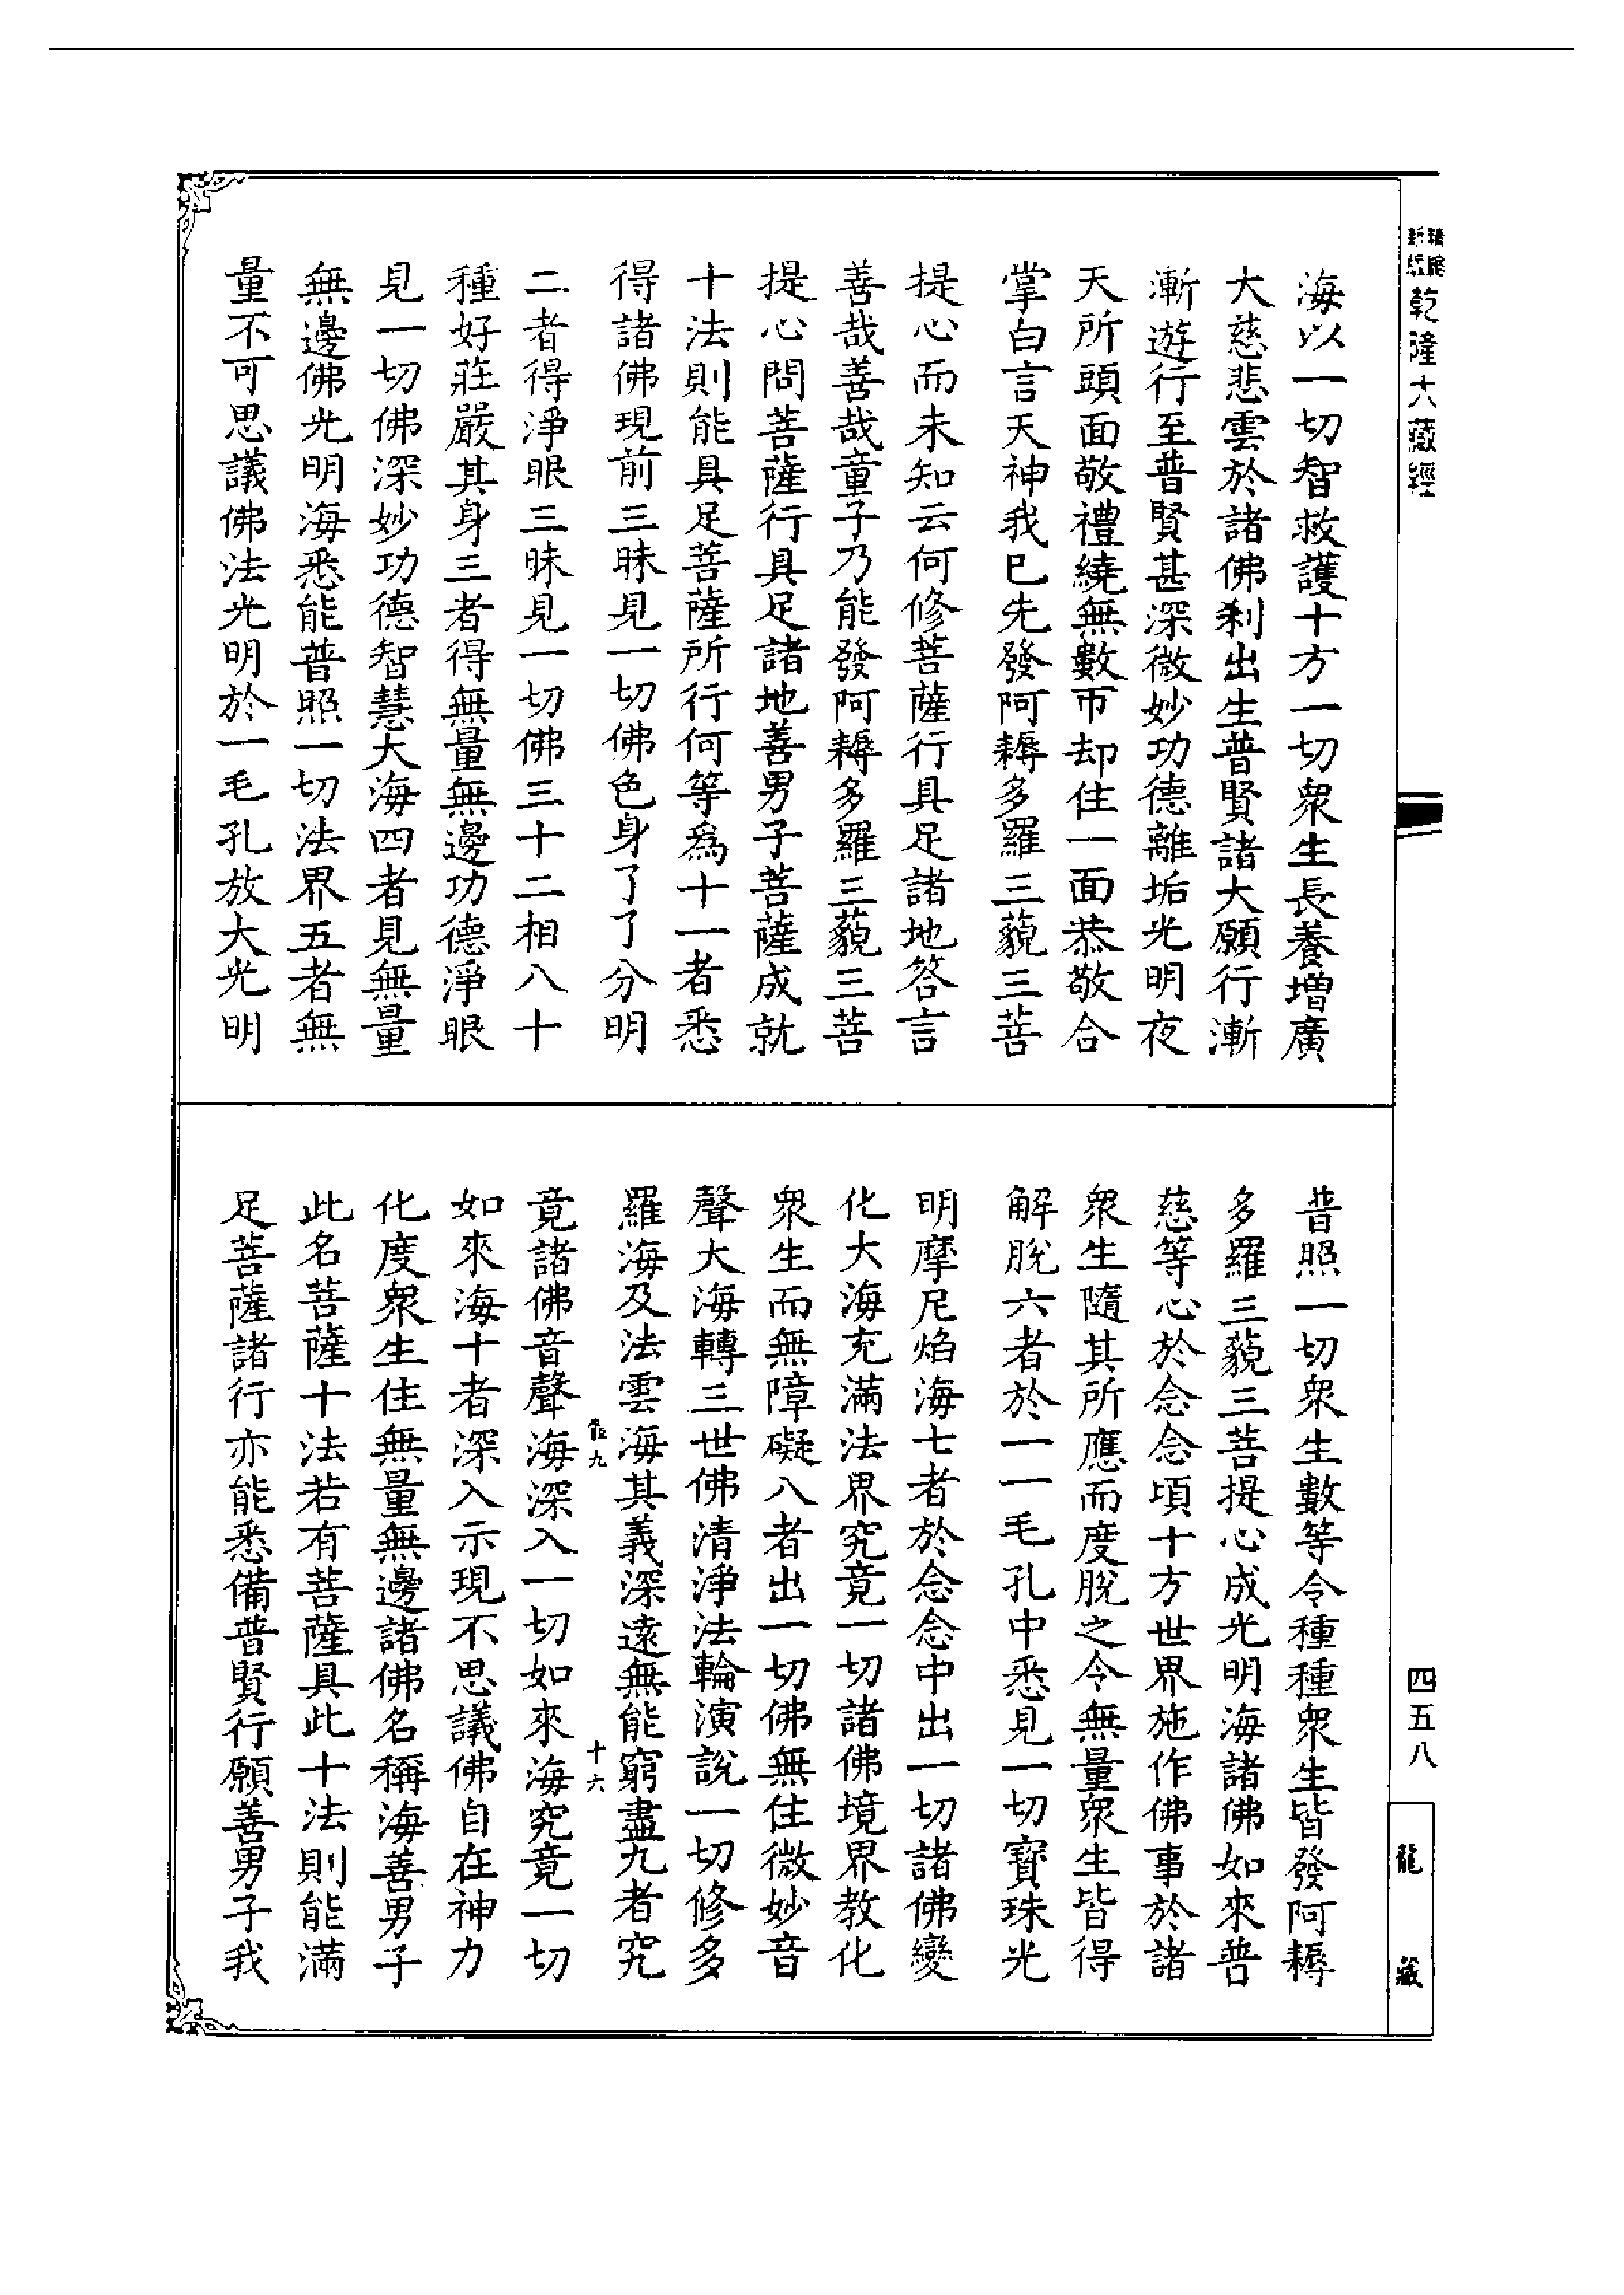 乾隆大藏經
海以一切智救護十方一切衆生長養增廣
大慈悲雲於諸佛刹出生普賢諸大願行漸
漸遊行至普賢甚深微妙功德離垢光明夜
天所頭面敬禮繞無數帀却住一面恭敬合
掌白言天神我已先發阿耨多羅三藐三菩
提心而未知云何修菩薩行具足諸地答言
善哉善哉童子乃能發阿耨多羅三藐三菩
提心問菩薩行具足諸地善男子菩薩成就
十法則能具足菩薩所行何等爲十一者悉
得諸佛現前三昧見一切佛色身了了分明
二者得淨眼三昧見一切佛三十二相八十
種好莊嚴其身三者得無量無邊功德淨眼
見一切佛深妙功德智慧大海四者見無量
無邊佛光明海悉能普照一切法界五者無
量不可思議佛法光明於一毛孔放大光明
普照一切衆生數等令種種衆生皆發阿耨
多羅三藐三菩提心成光明海諸佛如來普
慈等心於念念頃十方世界施作佛事於諸
衆生隨其所應而度脫之令無量衆生皆得
解脫六者於一一毛孔中悉見一切寶珠光
明摩尼焰海七者於念念中出一切諸佛變
化大海充滿法界究竟一切諸佛境界教化
衆生而無障礙八者出一切佛無住微妙音
聲大海轉三世佛清淨法輪演說一切修多
羅海及法雲海其義深遠無能窮盡九者究
九 十六
竟諸佛音聲海深入一切如來海究竟一切
如來海十者深入示現不思議佛自在神力
化度衆生住無量無邊諸佛名稱海善男子
此名菩薩十法若有菩薩具此十法則能滿
足菩薩諸行亦能悉備普賢行願善男子我
四五八
龍藏